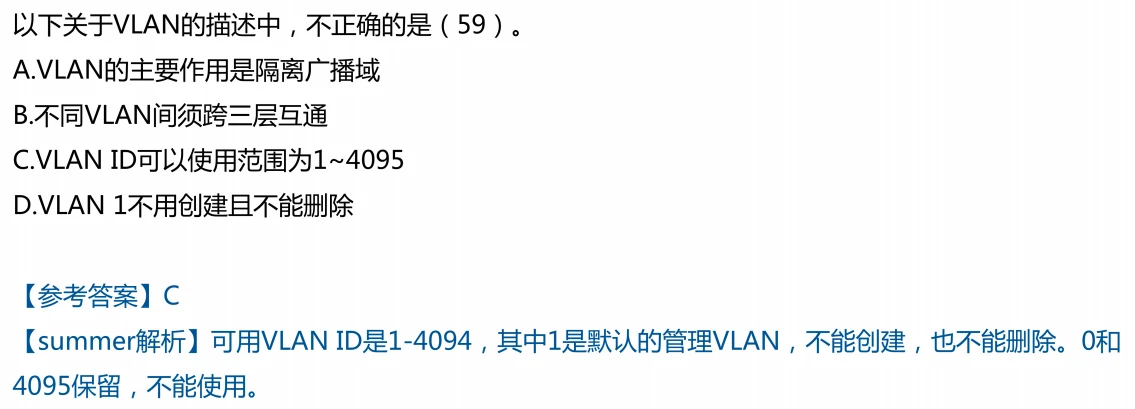 以下关于VLAN的描述中，不正确的是（59）。
A.VLAN的主要作用是隔离广播域
B.不同VLAN间须跨三层互通
C.VLAN ID可以使用范围为1~4095
D.VLAN 1不用创建且不能删除
【参考答案】C
【summer解析】可用VLAN ID是1-4094，其中1是默认的管理VLAN，不能创建，也不能删除。0和
4095保留，不能使用。